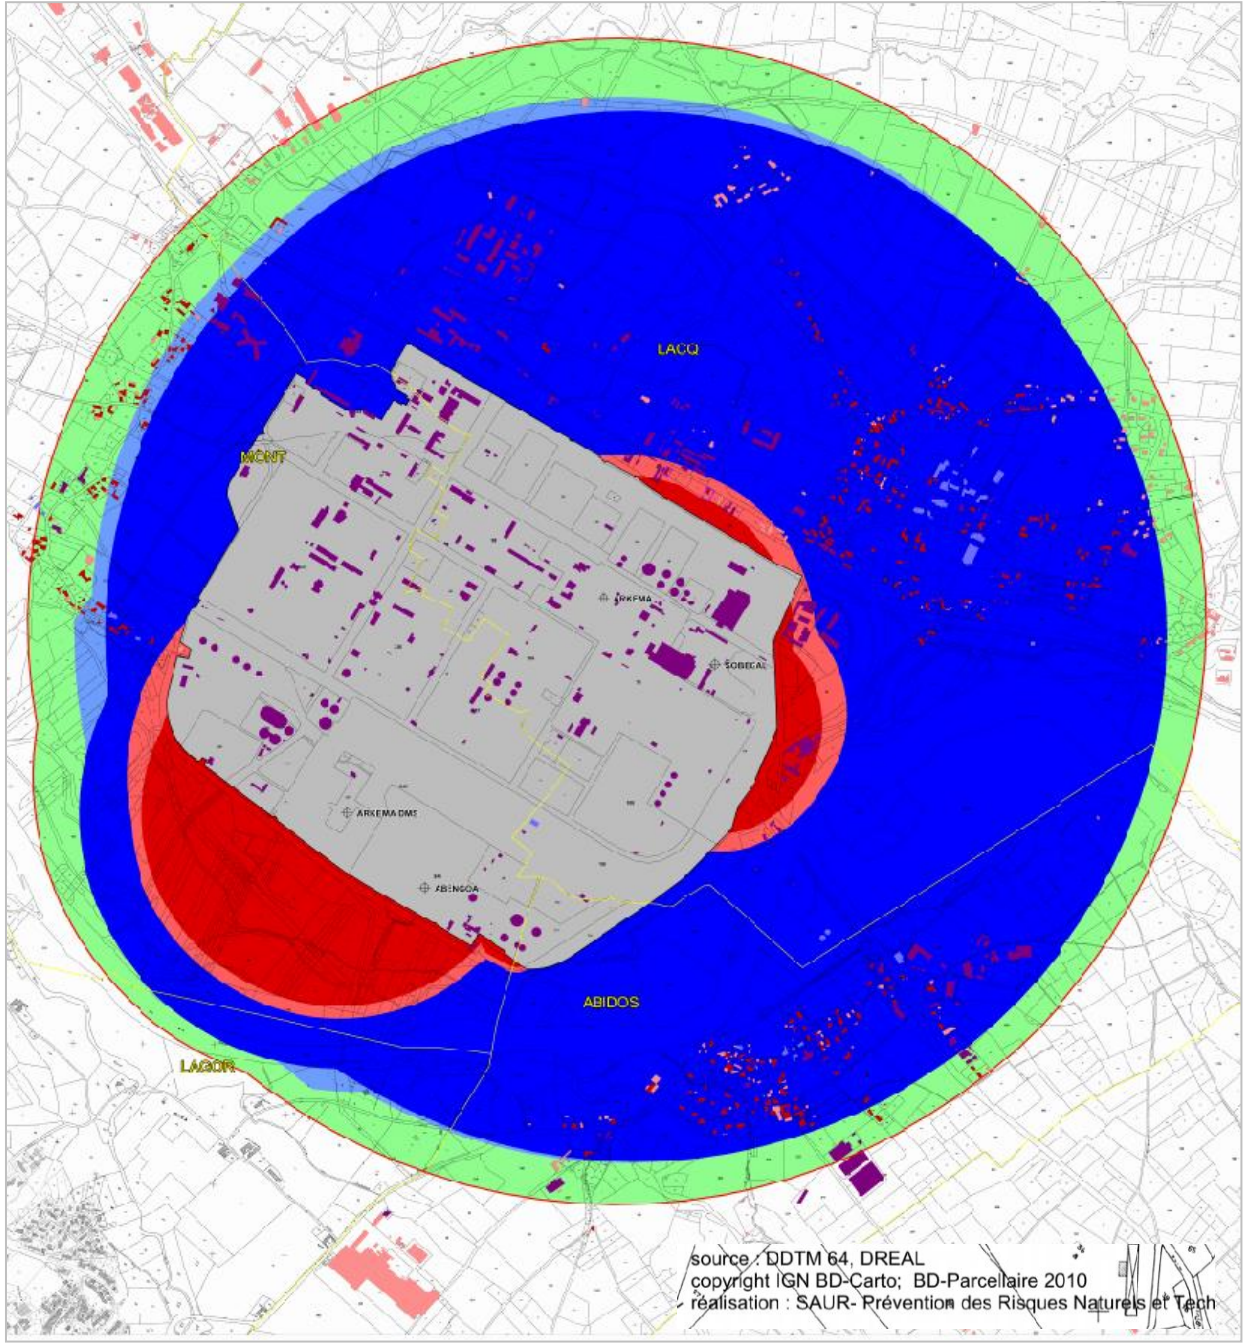 LACQ
MONT
ARKEMA
SOBEGAL
ARKEMA DMS
ABENGOA
ABIDOS
LAGOR
source : DDTM 64, DREAL
copyright IGN BD-Carto; BD-Parcellaire 2010
réalisation : SAUR- Prévention des Risques Naturels et Tech